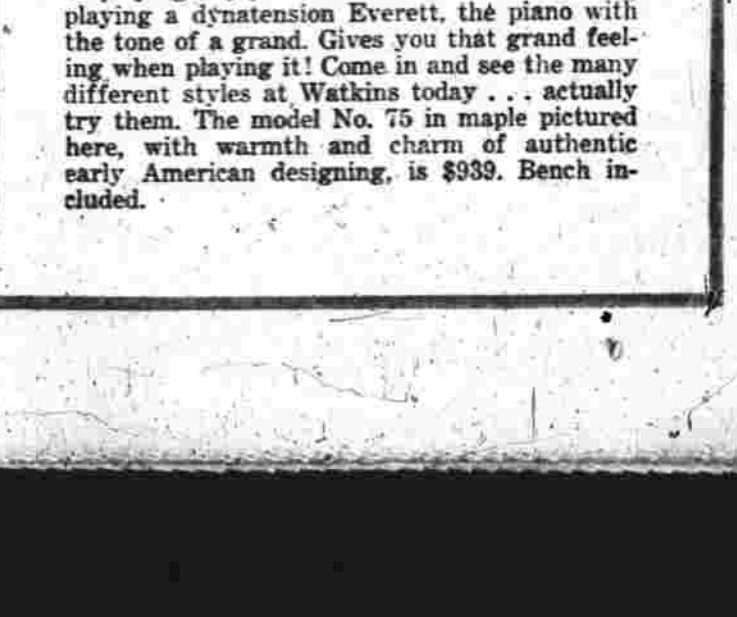 playing a dynatension Everett, the piano with
the tone of a grand. Gives you that grand feel-
ing when playing it! Come in and see the many
different styles at Watkins today . . . actually
try them. The model No. 75 in maple pictured
here, with warmth and charm of authentic
early American designing, is $939. Bench in-
cluded.